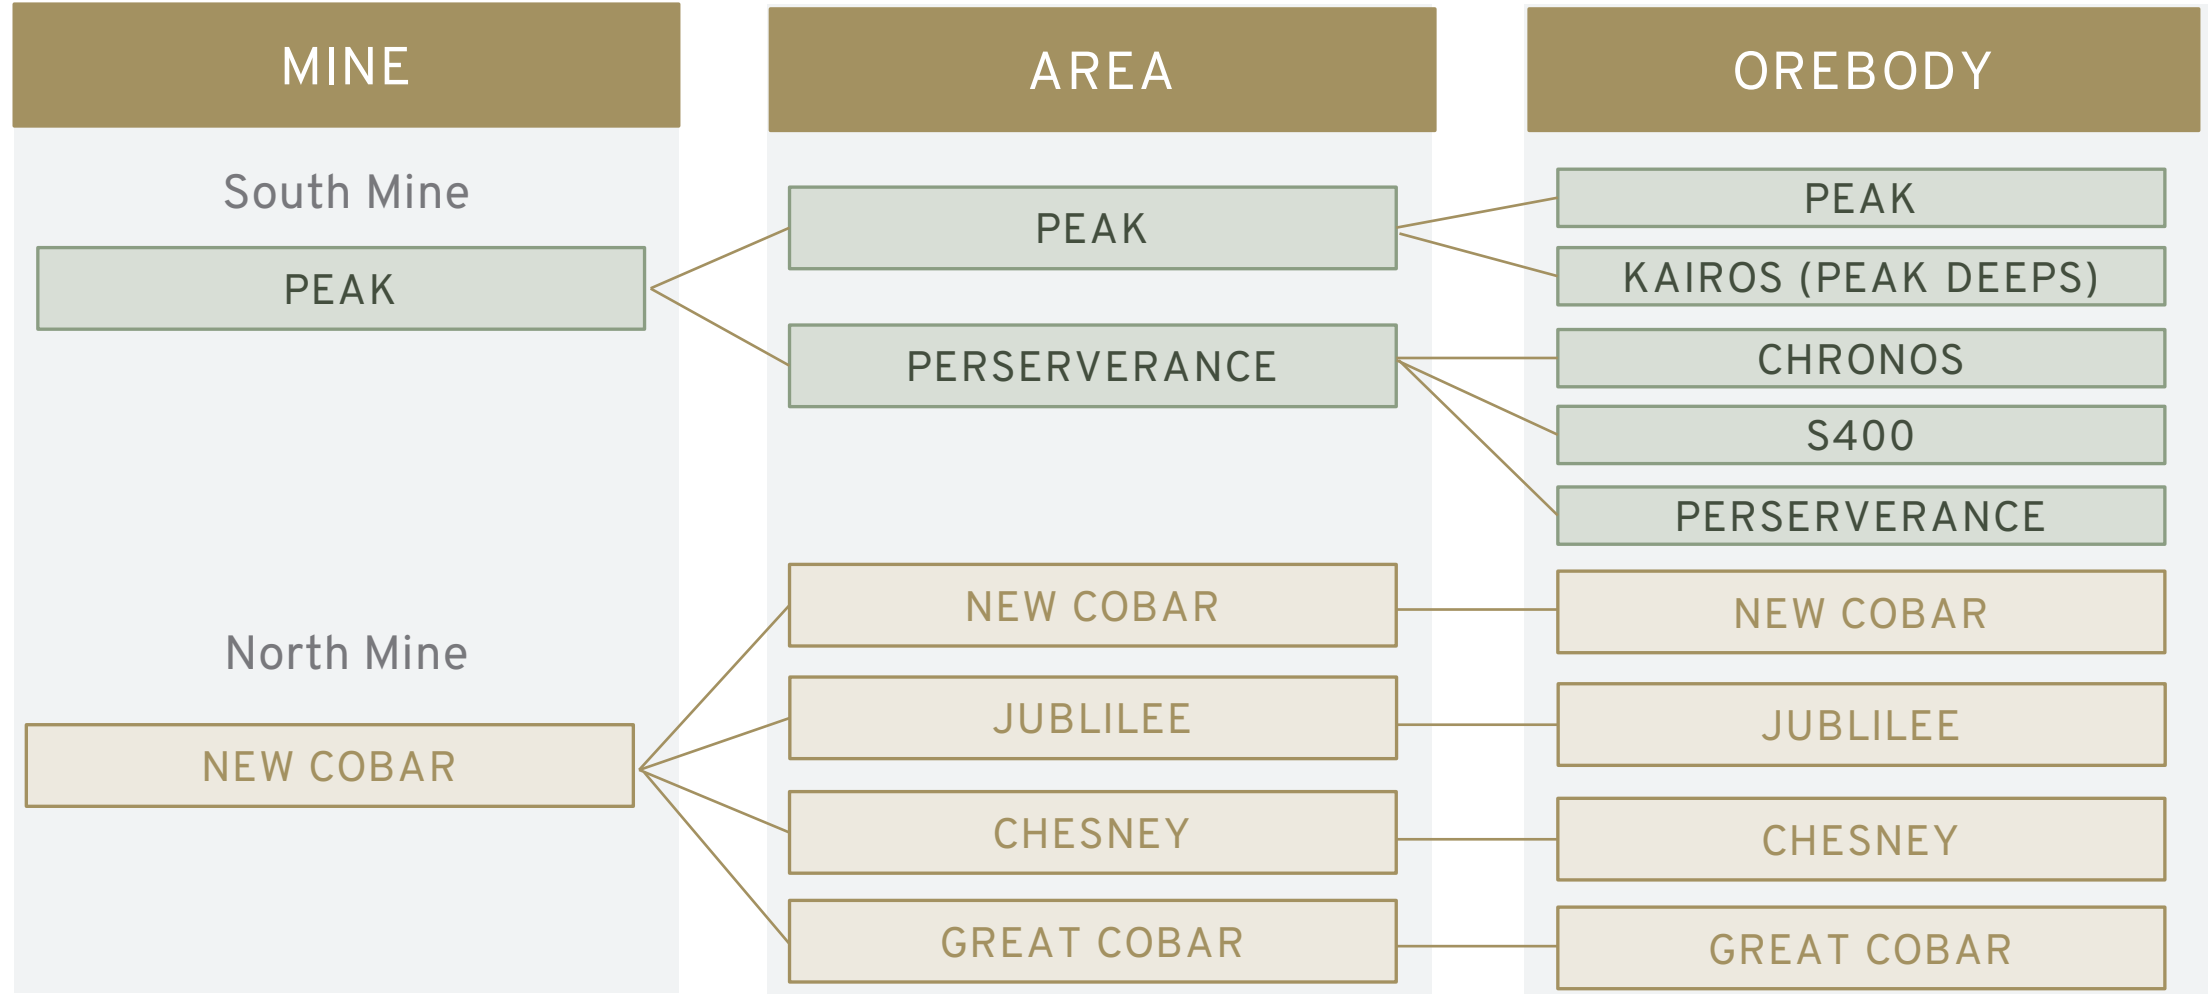 MINE
AREA
OREBODY
South Mine
PEAK
PEAK
PERSERVERANCE
PEAK
KAIROS (PEAK DEEPS)
CHRONOS
S400
PERSERVERANCE
North Mine
NEW COBAR
NEW COBAR
JUBLILEE
CHESNEY
GREAT COBAR
NEW COBAR
JUBLILEE
CHESNEY
GREAT COBAR